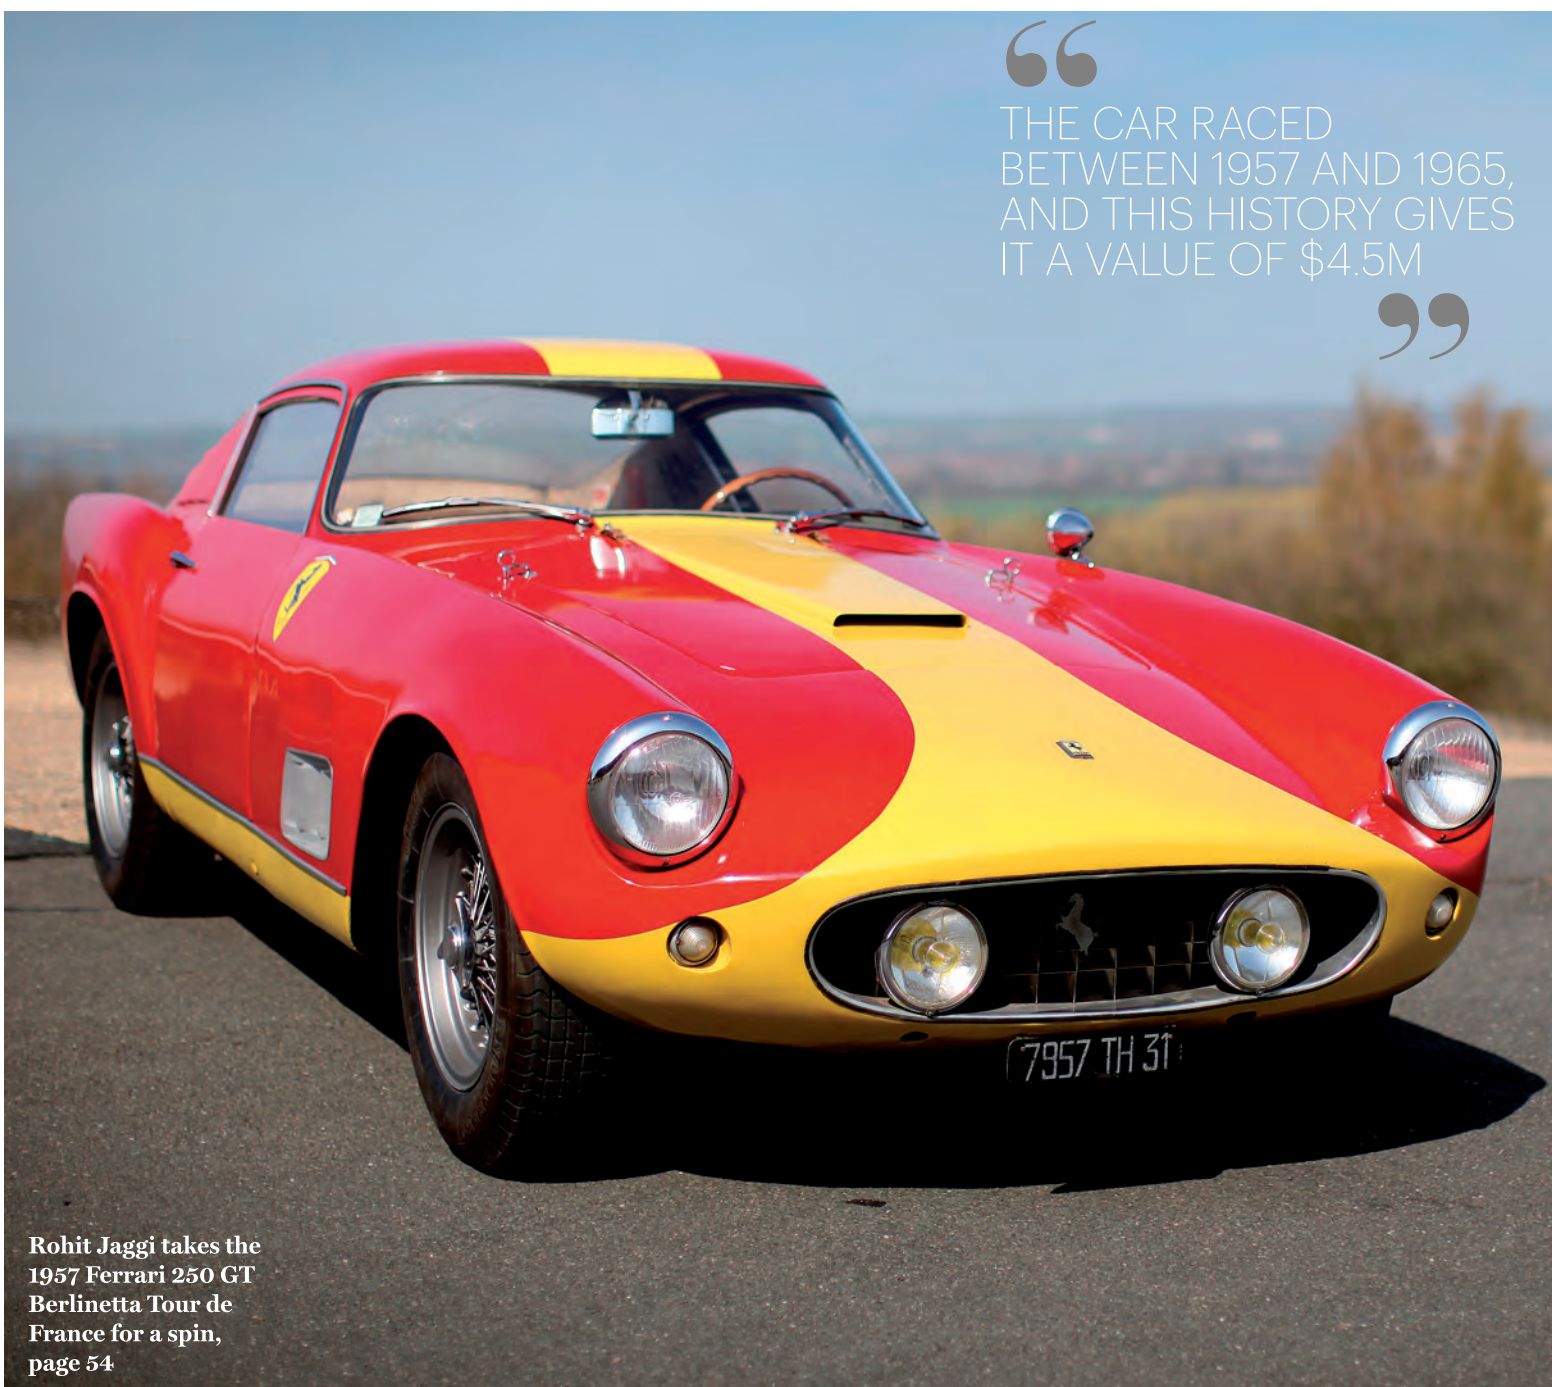 “
THE CAR RACED
BETWEEN 1957 AND 1965,
AND THIS HISTORY GIVES
IT A VALUE OF $4.5M
”
7957 TH 31
Rohit Jaggi takes the
1957 Ferrari 250 GT
Berlinetta Tour de
France for a spin,
page 54